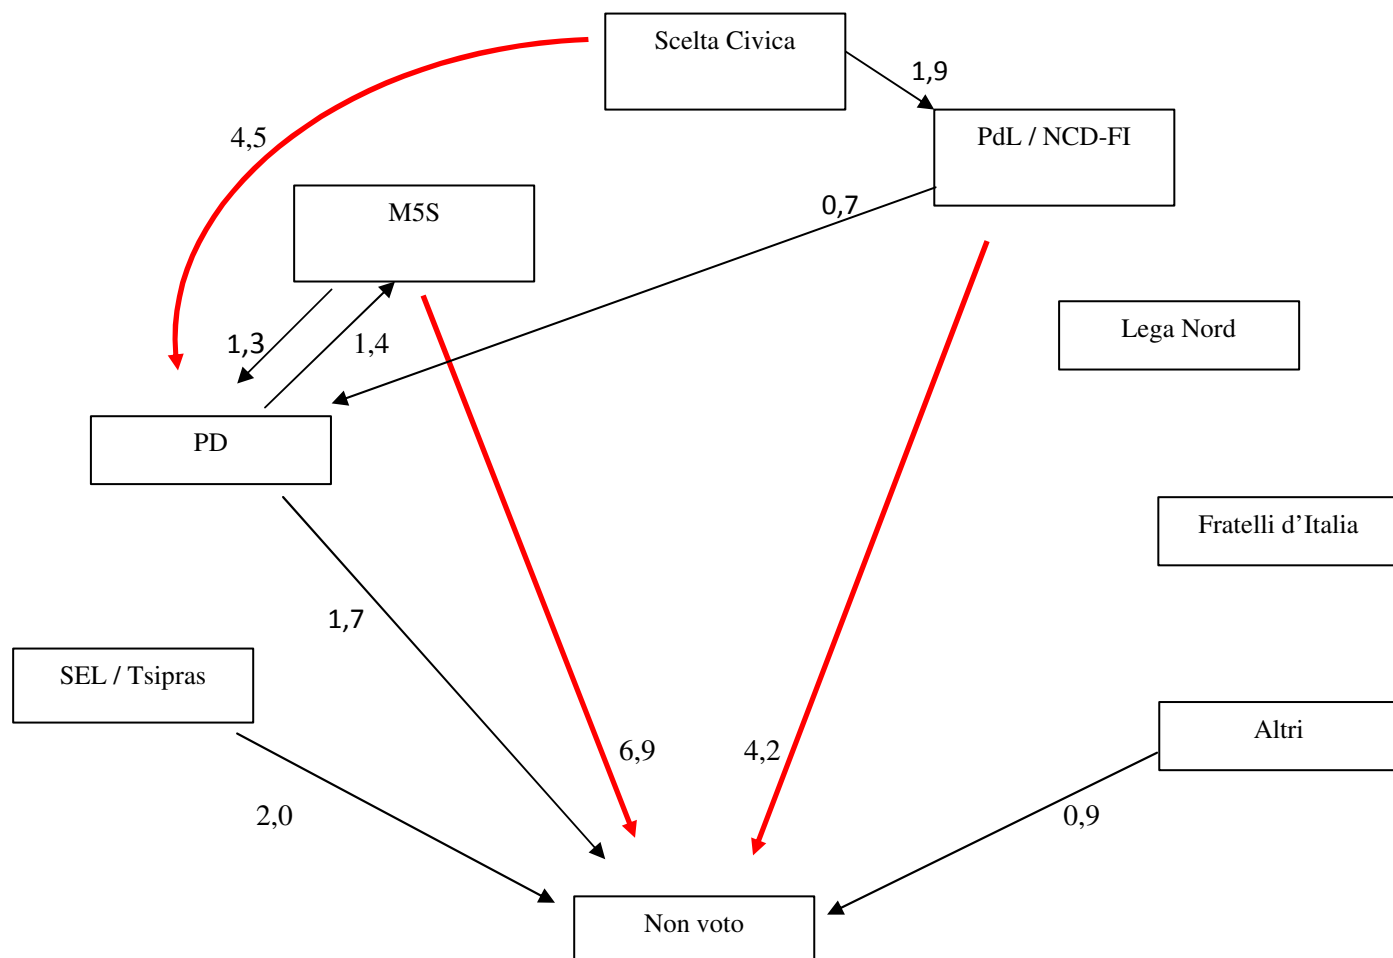 Scelta Civica
1,9
4,5
PdL / NCD-FI
M5S
0,7
Lega Nord
1,3
1,4
PD
Fratelli d’Italia
1,7
SEL / Tsipras
Altri
6,9
4,2
2,0
0,9
Non voto